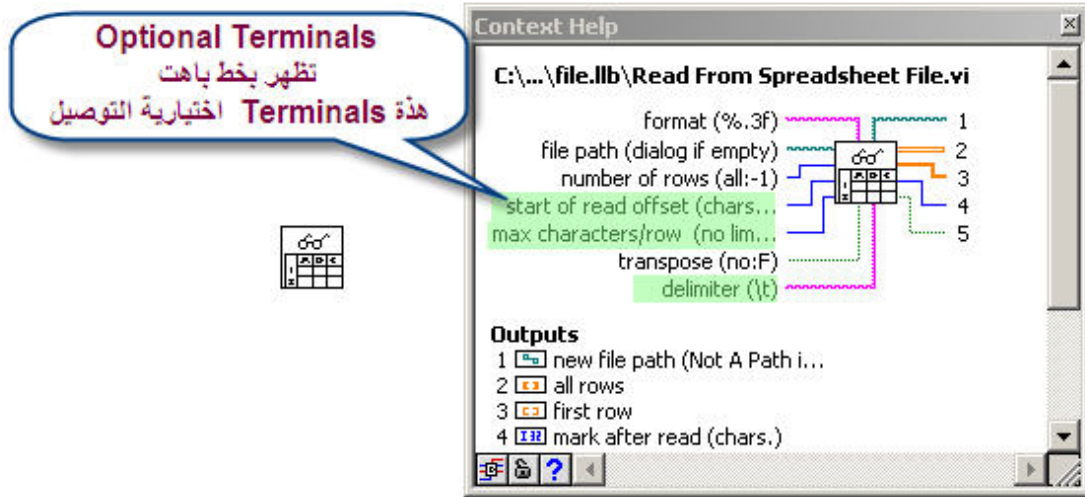 Optional Terminals
تظهر بخط باهت
هذة Terminals اختيارية التوصيل
Context Help
C:\...\file.llb\Read From Spreadsheet File.vi
format (%.3f)
file path (dialog if empty)
number of rows (all:-1)
start of read offset (chars...
max characters/row (no lim...
transpose (no:F)
delimiter (\t)
1
2
3
4
5
Outputs
1 new file path (Not A Path i...
2 all rows
3 first row
4 I32 mark after read (chars.)